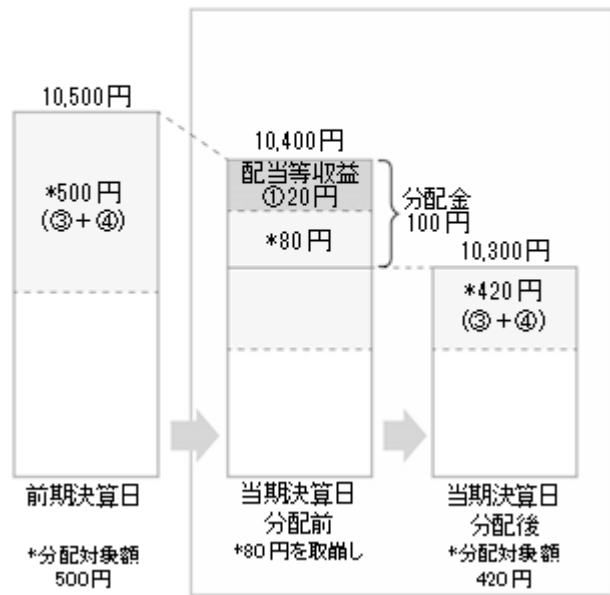 10,500円
*500円
(③+④)
前期決算日
*分配対象額
500円
10,400円
配当等収益
①20円
*80円
分配金
100円
当期決算日
分配前
*80円を取崩し
10,300円
*420円
(③+④)
当期決算日
分配後
*分配対象額
420円